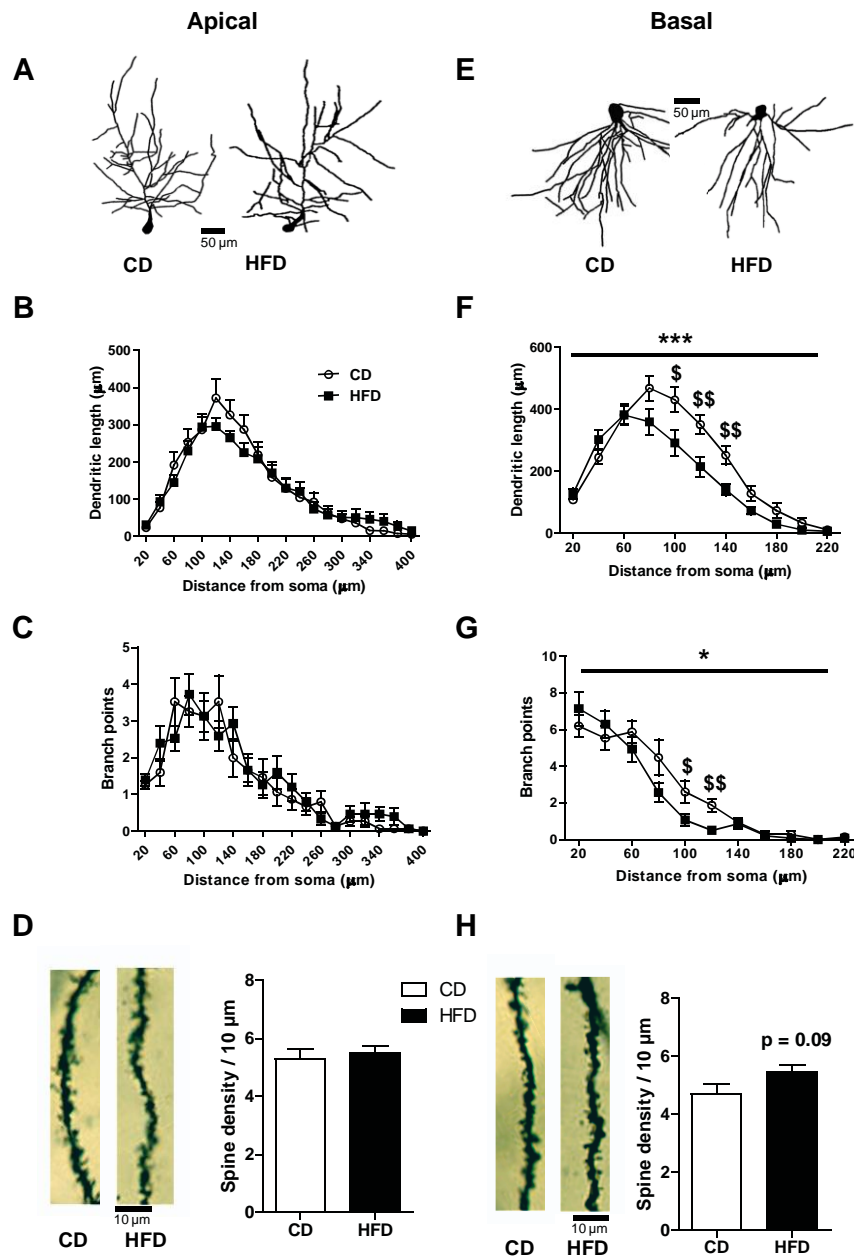 Apical
Basal
A
50 µm
CD
HFD
E
50 µm
CD
HFD
B
Dendritic length (µm)
500
400
300
200
100
0
CD
HFD
20
60
100
140
180
220
260
300
340
400
Distance from soma (µm)
F
Dendritic length (µm)
600
400
200
0
***
$
$$
$$
20
60
100
140
180
220
Distance from soma (µm)
C
Branch points
5
4
3
2
1
0
20
60
100
140
180
220
260
300
340
400
Distance from soma (µm)
G
Branch points
10
8
6
4
2
0
*
$
$$
20
60
100
140
180
220
Distance from soma (µm)
D
10 µm
CD
HFD
Spine density / 10 µm
8
6
4
2
0
CD
HFD
CD
HFD
H
10 µm
CD
HFD
Spine density / 10 µm
8
6
4
2
0
p = 0.09
CD
HFD